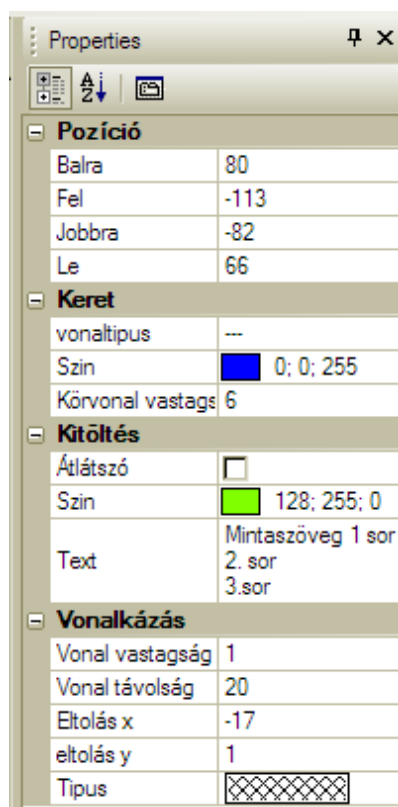 Properties
A
Z
Pozíció
Balra 80
Fel -113
Jobbra -82
Le 66
Keret
vonaltipus ---
Szin 0; 0; 255
Körvonal vastags 6
Kitöltés
Átlátszó
Szin 128; 255; 0
Text Mintaszöveg 1 sor
2. sor
3.sor
Vonalkázás
Vonal vastagság 1
Vonal távolság 20
Eltolás x -17
eltolás y 1
Tipus